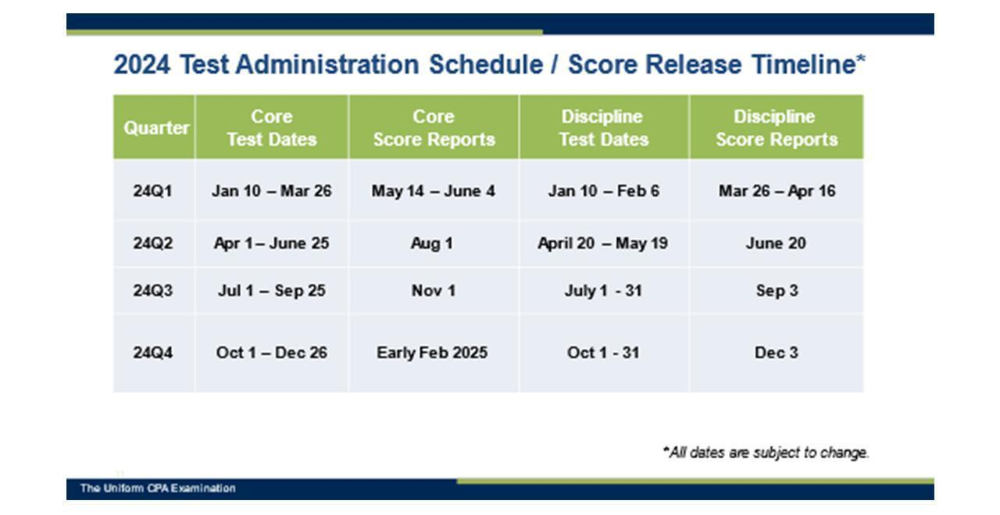 2024 Test Administration Schedule / Score Release Timeline*
Quarter
Core
Test Dates
Core
Score Reports
Discipline
Test Dates
Discipline
Score Reports
24Q1
Jan 10 – Mar 26
May 14 – June 4
Jan 10 – Feb 6
Mar 26 – Apr 16
24Q2
Apr 1– June 25
Aug 1
April 20 – May 19
June 20
24Q3
Jul 1 – Sep 25
Nov 1
July 1 - 31
Sep 3
24Q4
Oct 1 – Dec 26
Early Feb 2025
Oct 1 - 31
Dec 3
*All dates are subject to change.
11
The Uniform CPA Examination